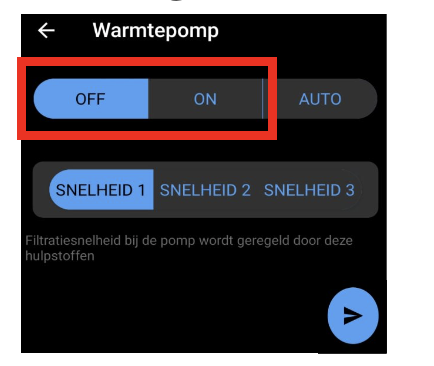 Warmtepomp
OFF ON AUTO
SNELHEID 1 SNELHEID 2 SNELHEID 3
Filtratiesnelheid bij de pomp wordt geregeld door deze
hulpstoffen